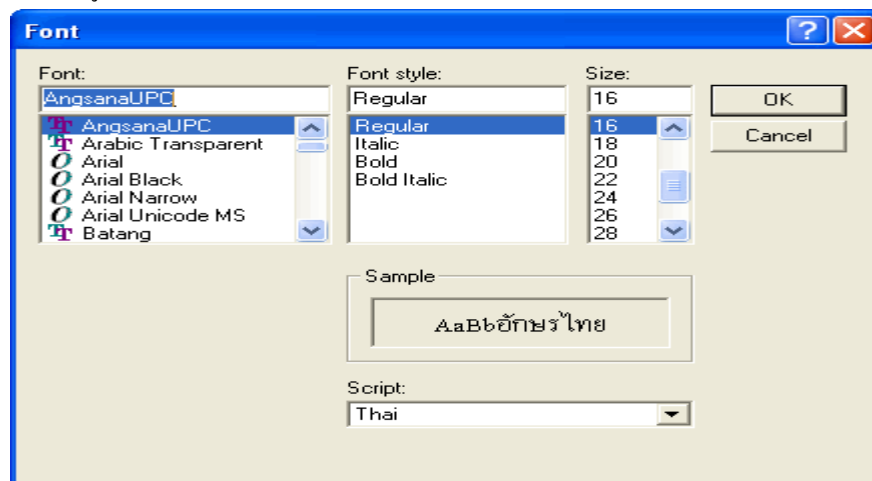 Font
Font:
AngsanaUPC
AngsanaUPC
Arabic Transparent
Arial
Arial Black
Arial Narrow
Arial Unicode MS
Batang
Font style:
Regular
Regular
Italic
Bold
Bold Italic
Size:
16
16
18
20
22
24
26
28
OK
Cancel
Sample
AaBbอักษรไทย
Script:
Thai